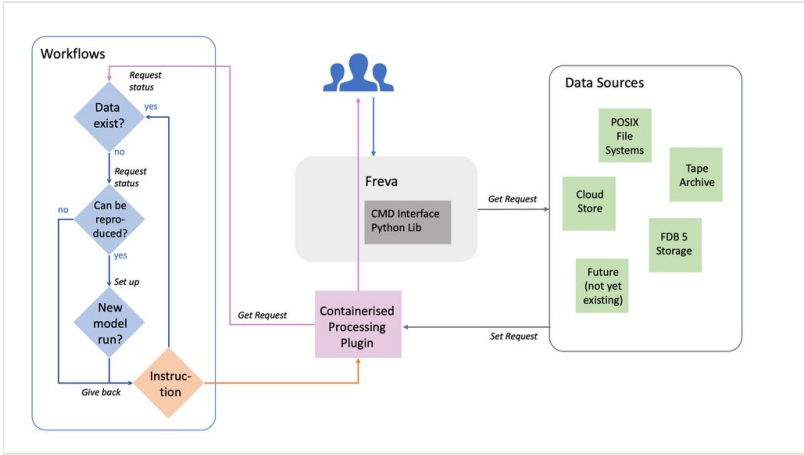 Workflows
Request
status
Data
exist?
yes
no
Request
status
Can be
repro-
duced?
no
yes
Set up
New
model
run?
Give back
Instruc-
tion
Get Request
Freva
CMD Interface
Python Lib
Containerised
Processing
Plugin
Get Request
Set Request
Data Sources
POSIX
File
Systems
Tape
Archive
Cloud
Store
FDB 5
Storage
Future
(not yet
existing)